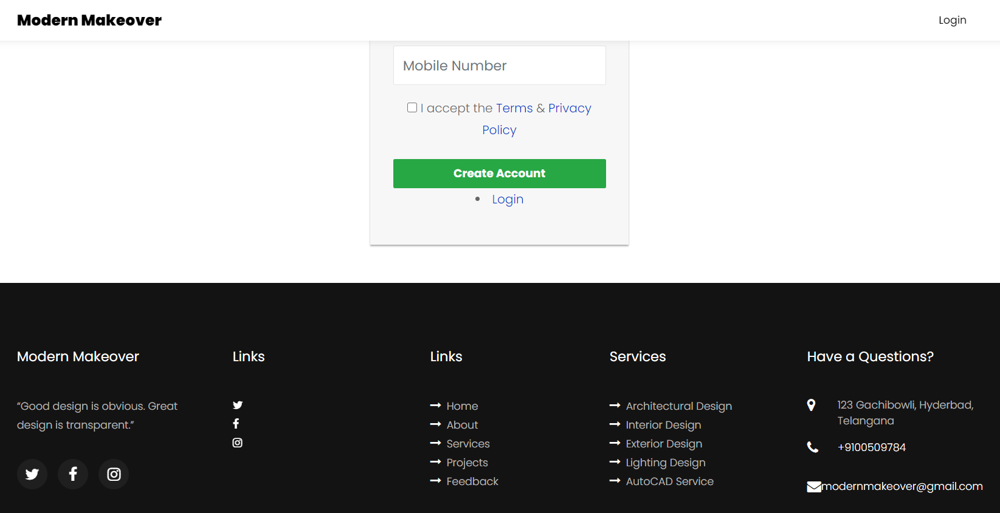 Modern Makeover
Login
Mobile Number
I accept the Terms & Privacy
Policy
Create Account
Login
Modern Makeover
“Good design is obvious. Great
design is transparent.”
Links
Links
Home
About
Services
Projects
Feedback
Services
Architectural Design
Interior Design
Exterior Design
Lighting Design
AutoCAD Service
Have a Questions?
123 Gachibowli, Hyderbad,
Telangana
+9100509784
modernmakeover@gmail.com